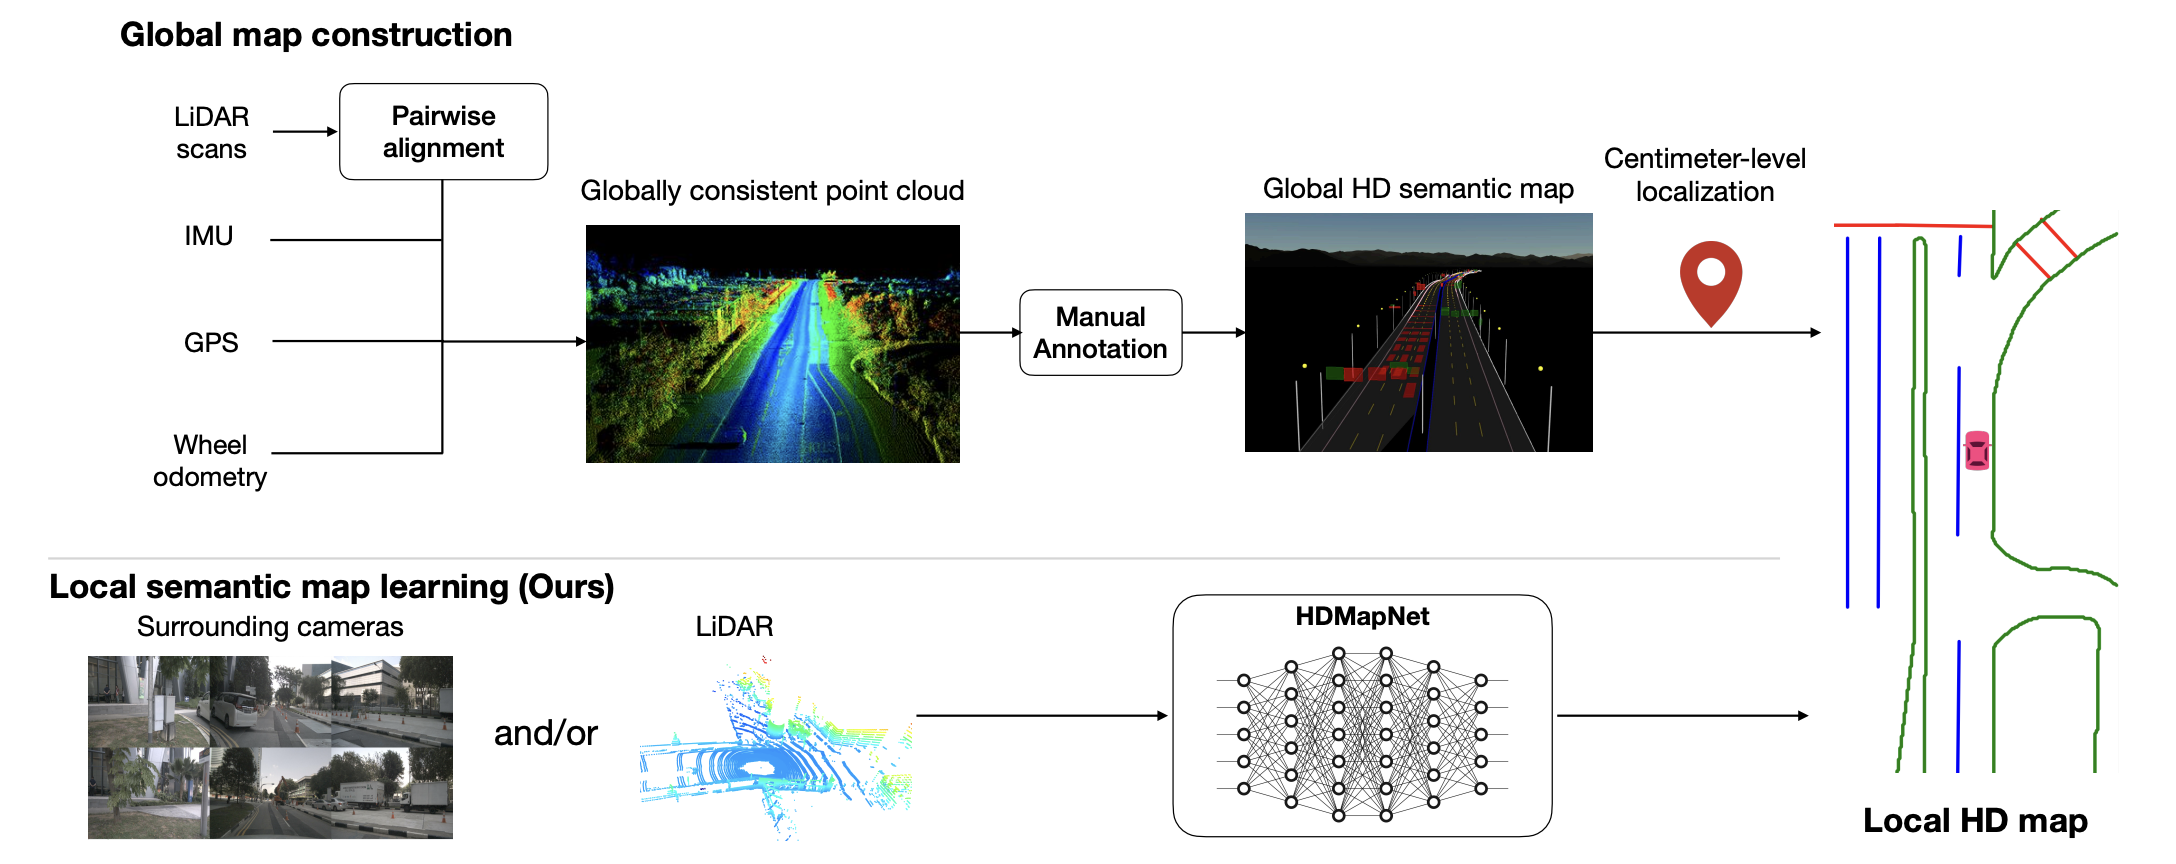 Global map construction
LiDAR
scans
Pairwise
alignment
IMU
GPS
Wheel
odometry
Globally consistent point cloud
Manual
Annotation
Global HD semantic map
Centimeter-level
localization
Local semantic map learning (Ours)
Surrounding cameras
and/or
LiDAR
HDMapNet
Local HD map